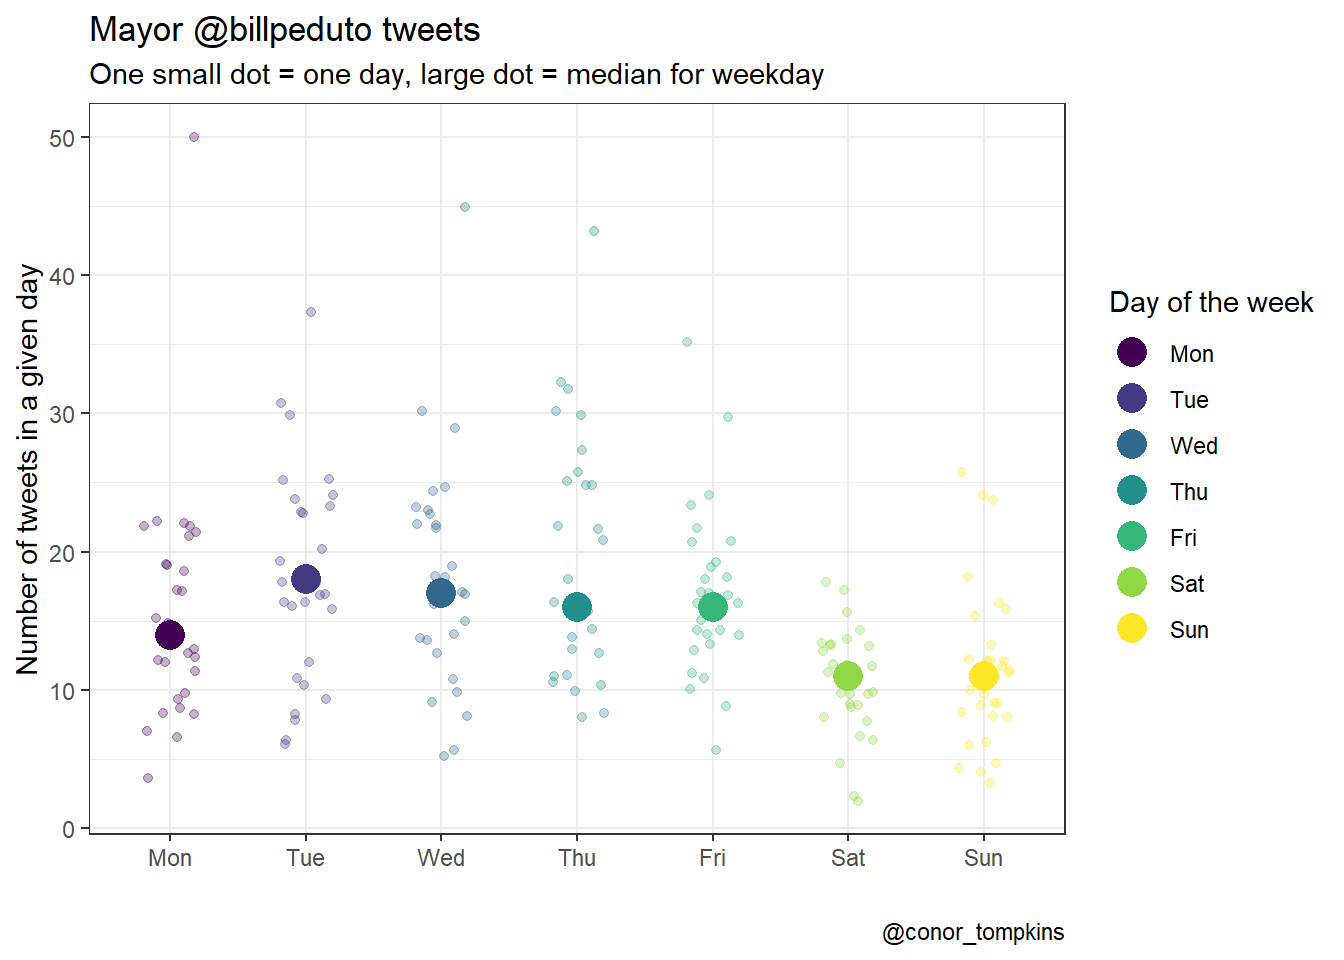 Mayor @billpeduto tweets
One small dot = one day, large dot = median for weekday
Number of tweets in a given day
50
40
30
20
10
0
Mon
Tue
Wed
Thu
Fri
Sat
Sun
Day of the week
Mon
Tue
Wed
Thu
Fri
Sat
Sun
@conor_tompkins